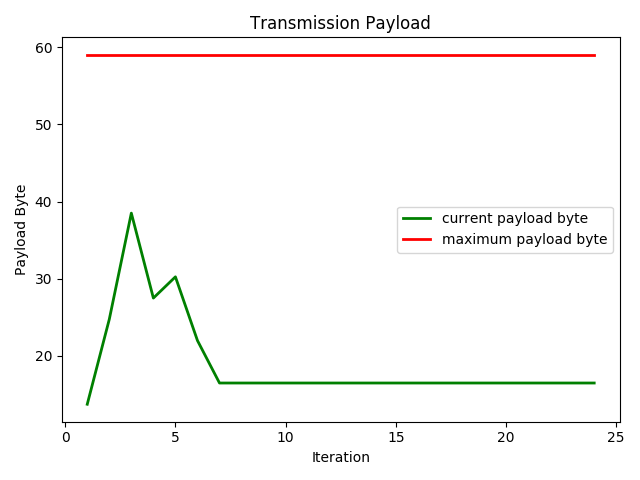 Transmission Payload
60
50
40
30
20
Payload Byte
current payload byte
maximum payload byte
0
5
10
15
20
25
Iteration